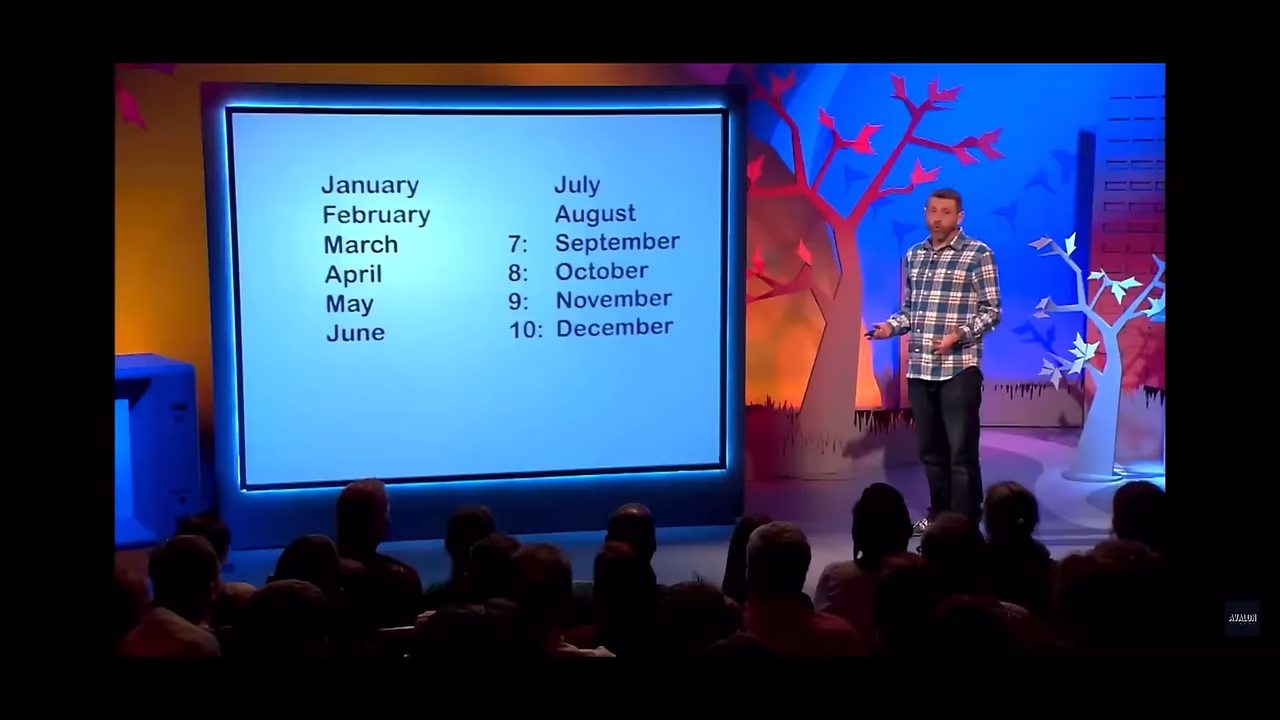 January
February
March
April
May
June
July
August
7: September
8: October
9: November
10: December
AVALON